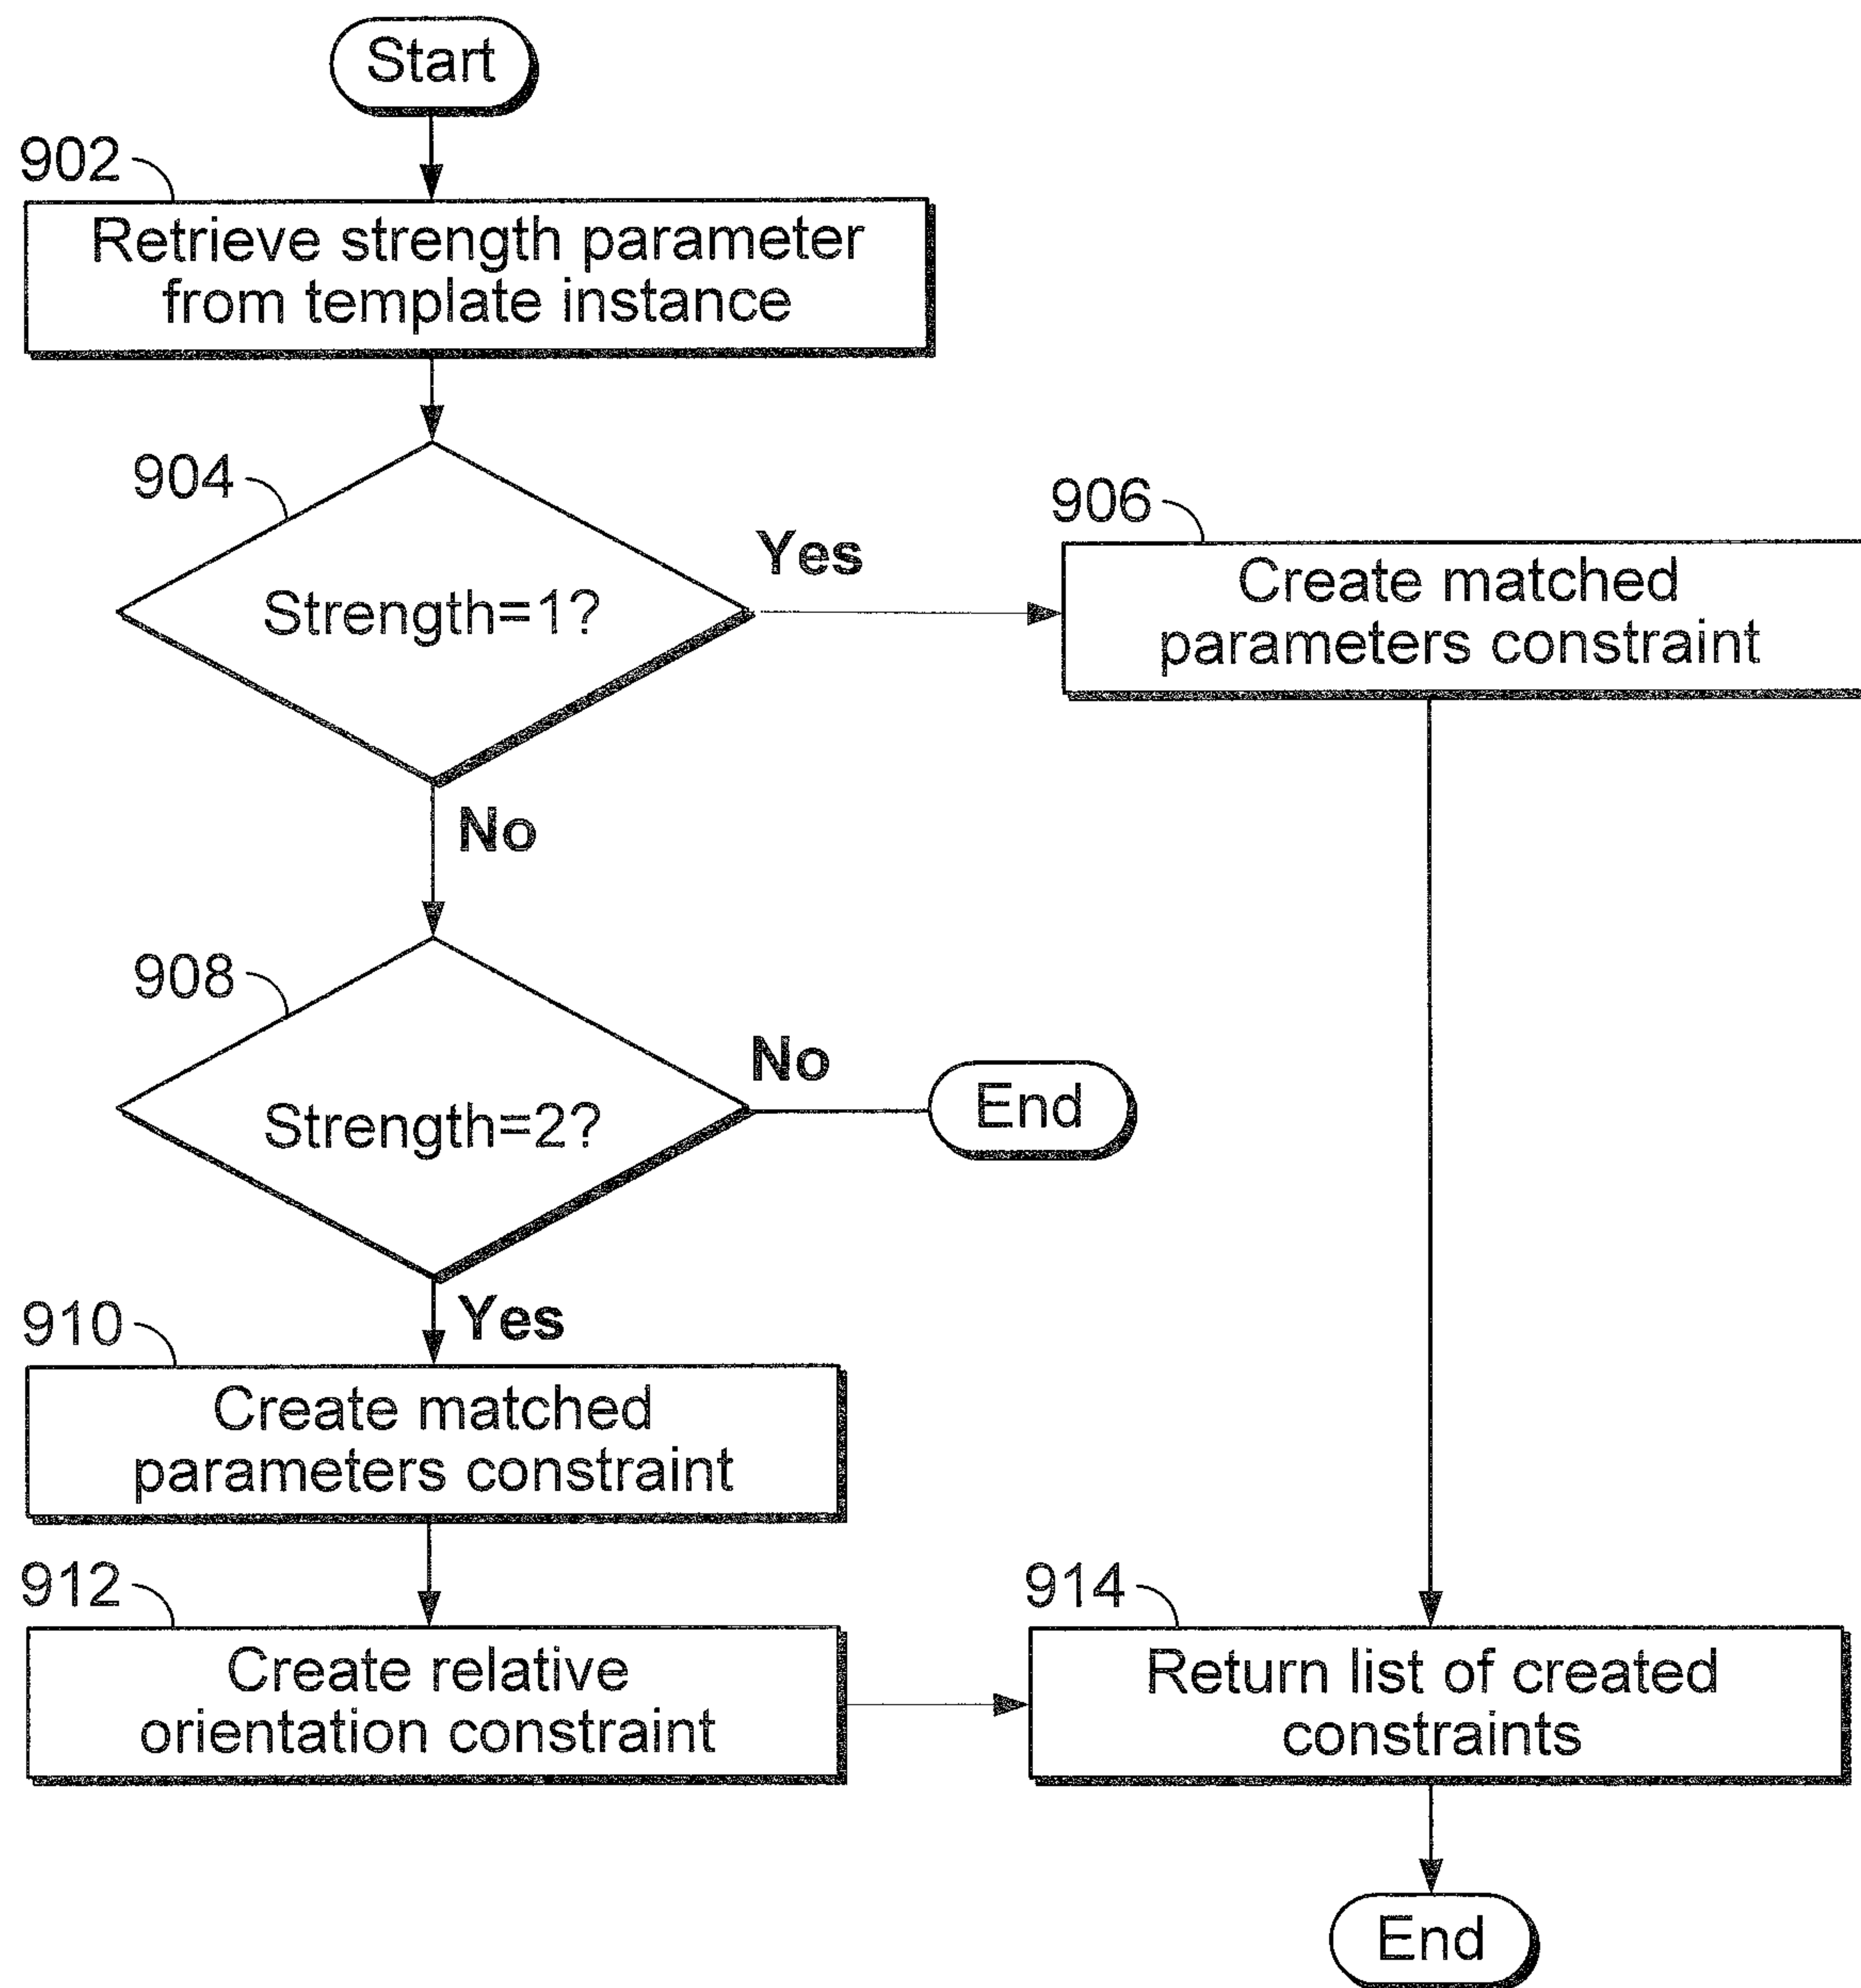 Start
902
Retrieve strength parameter
from template instance
904
Strength=1?
Yes
906
Create matched
parameters constraint
No
908
Strength=2?
No
End
Yes
910
Create matched
parameters constraint
912
Create relative
orientation constraint
914
Return list of created
constraints
End